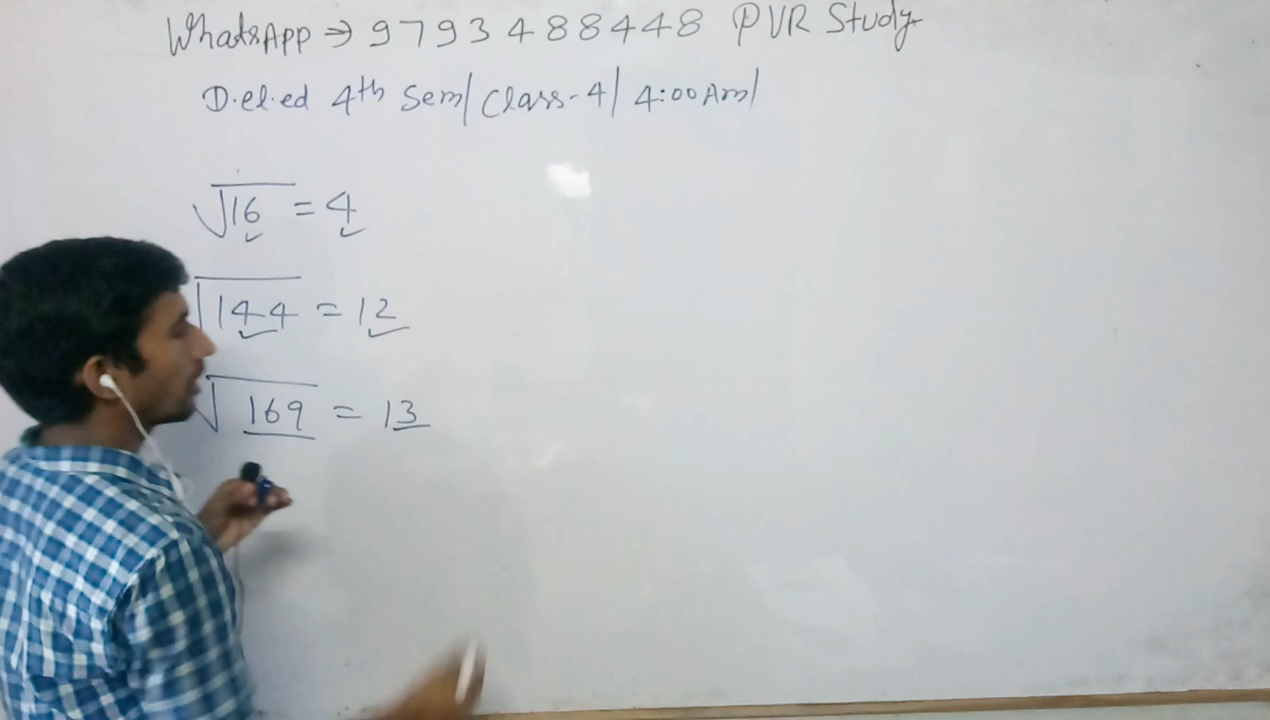 WhatsApp ⇒ 9793488448 PVR Study
D.el.ed 4th Sem/ Class-4/ 4:00Am/
√16 = 4
√144 = 12
√169 = 13